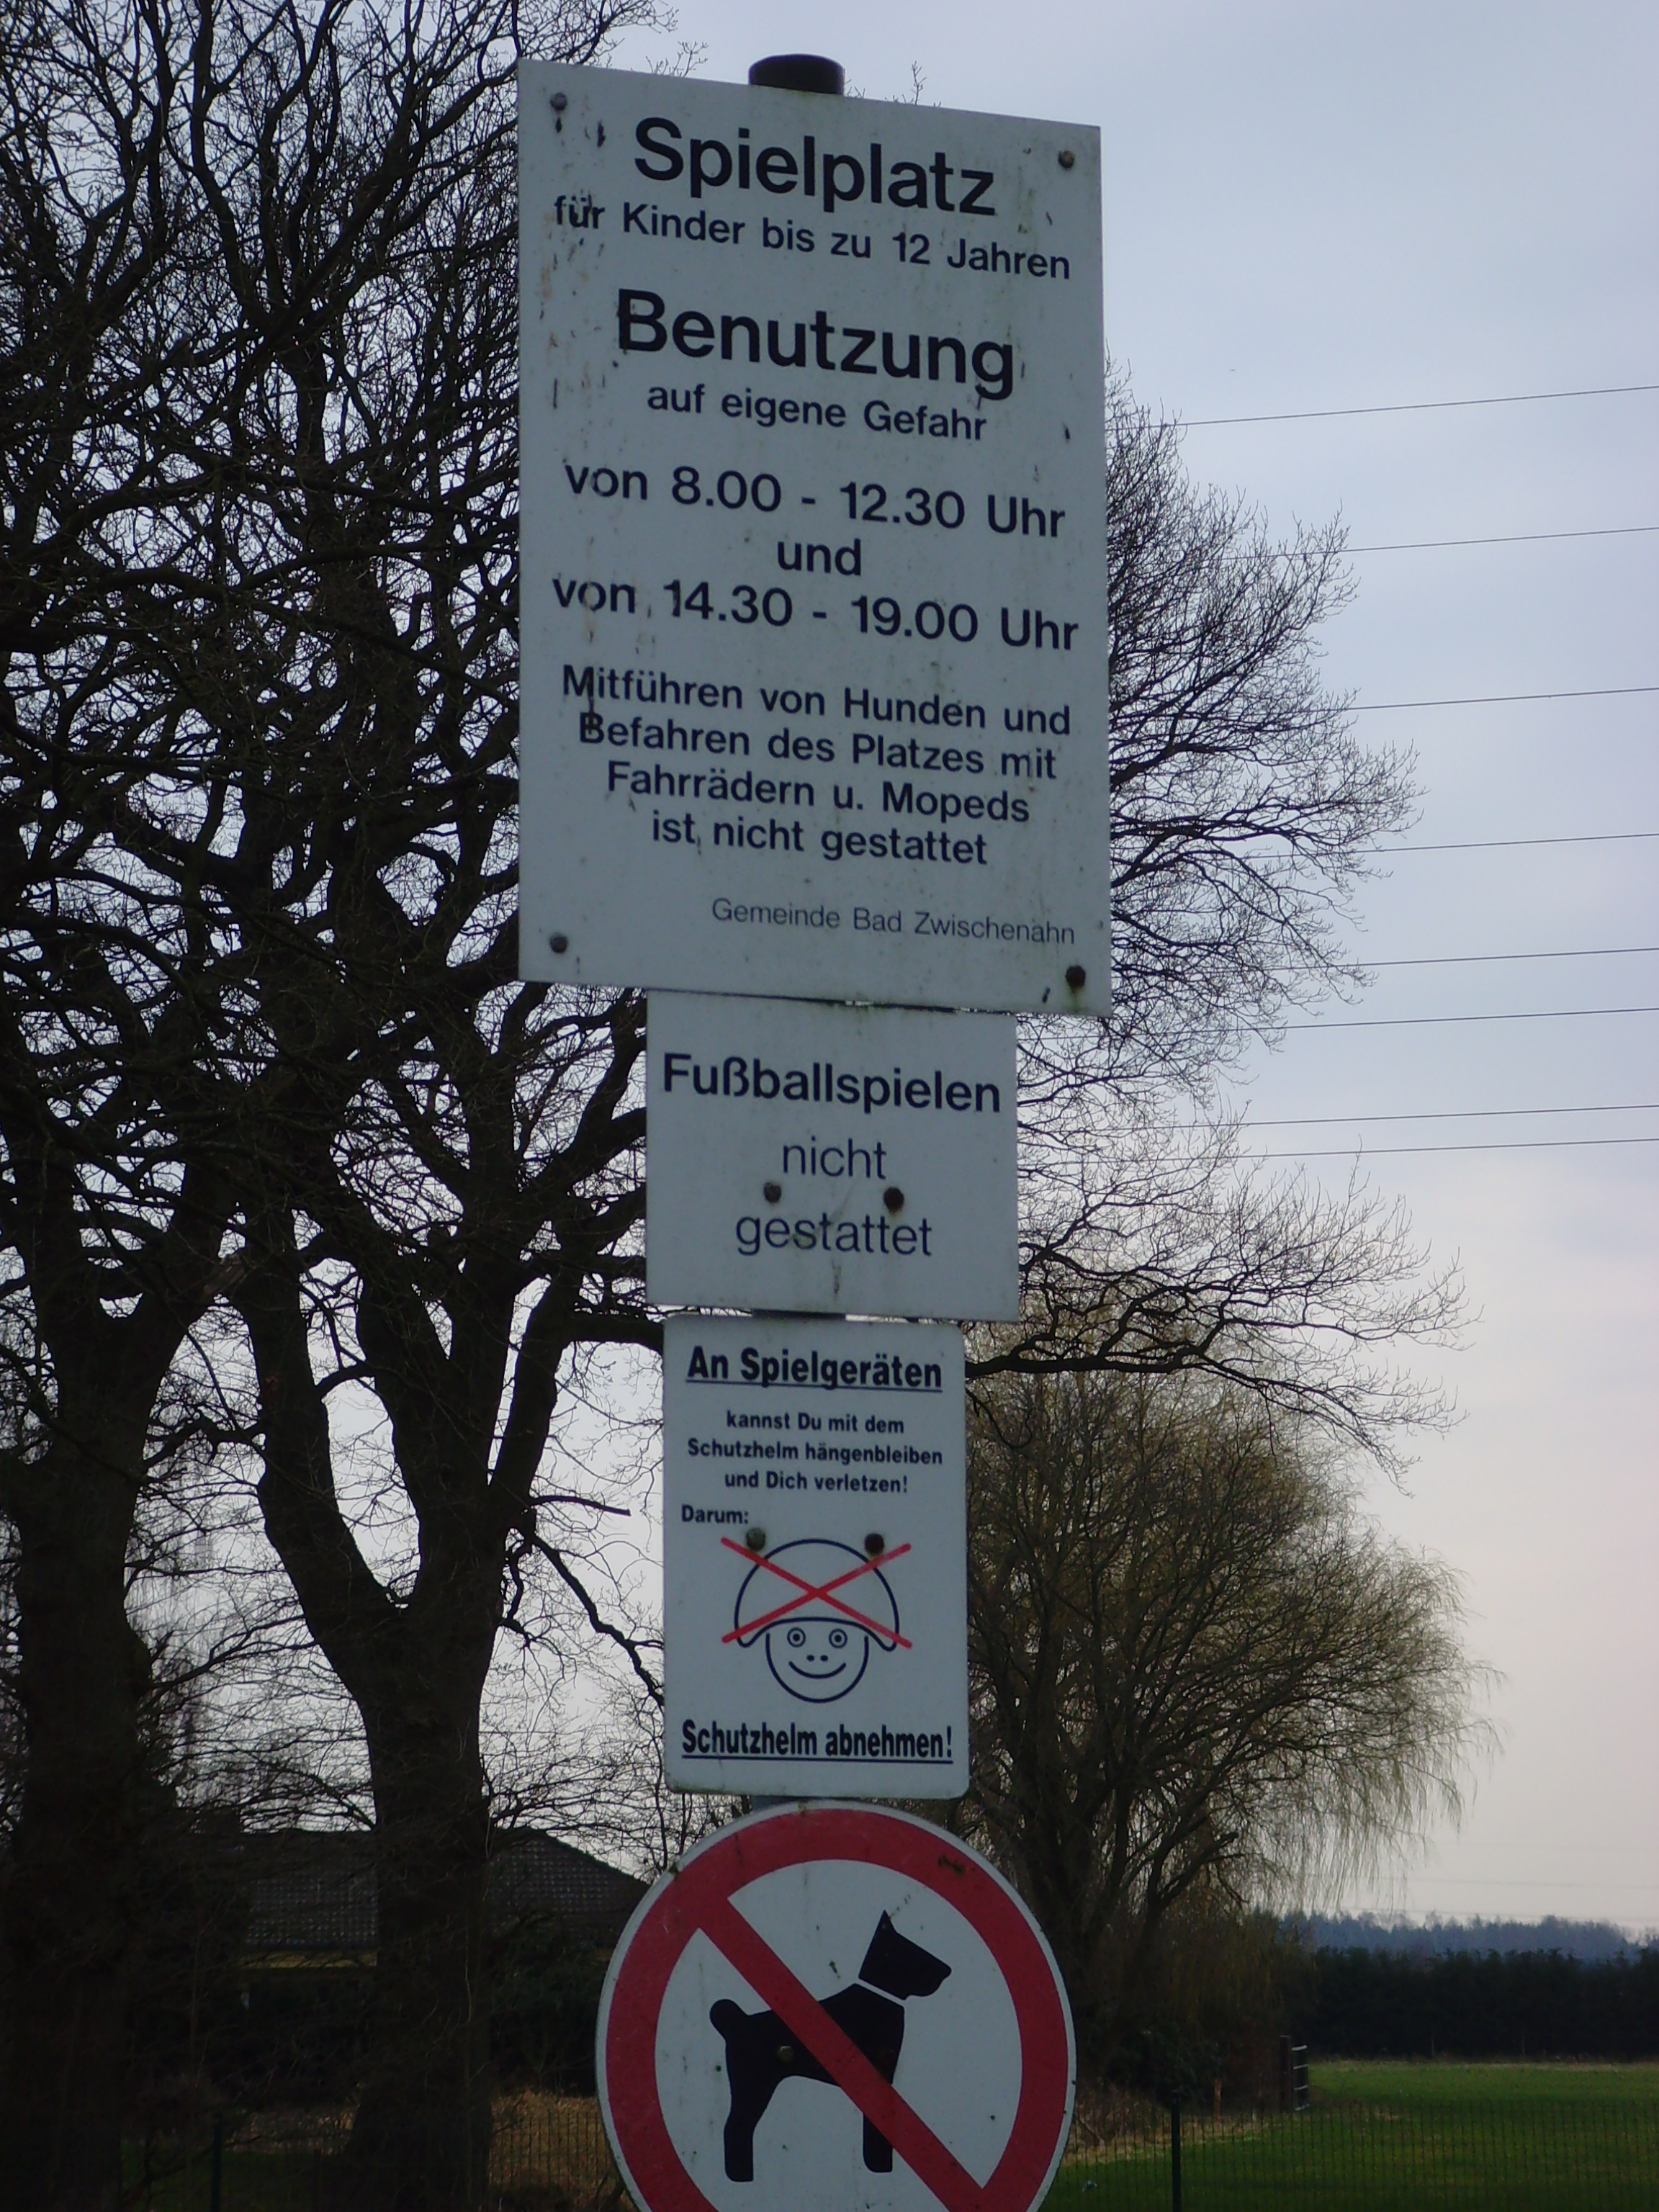 Spielplatz
für Kinder bis zu 12 Jahren
Benutzung
auf eigene Gefahr
von 8.00 - 12.30 Uhr
und
von 14.30 - 19.00 Uhr
Mitführen von Hunden und
Befahren des Platzes mit
Fahrrädern u. Mopeds
ist nicht gestattet
Gemeinde Bad Zwischenahn
Fußballspielen
nicht
gestattet
An Spielgeräten
kannst Du mit dem
Schutzhelm hängenbleiben
und Dich verletzen!
Darum:
Schutzhelm abnehmen!